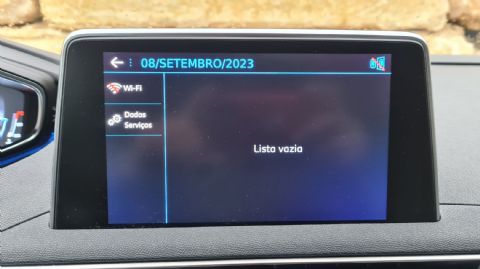 08/SETEMBRO/2023
Wi-Fi
Dados
Serviços
Lista vazia